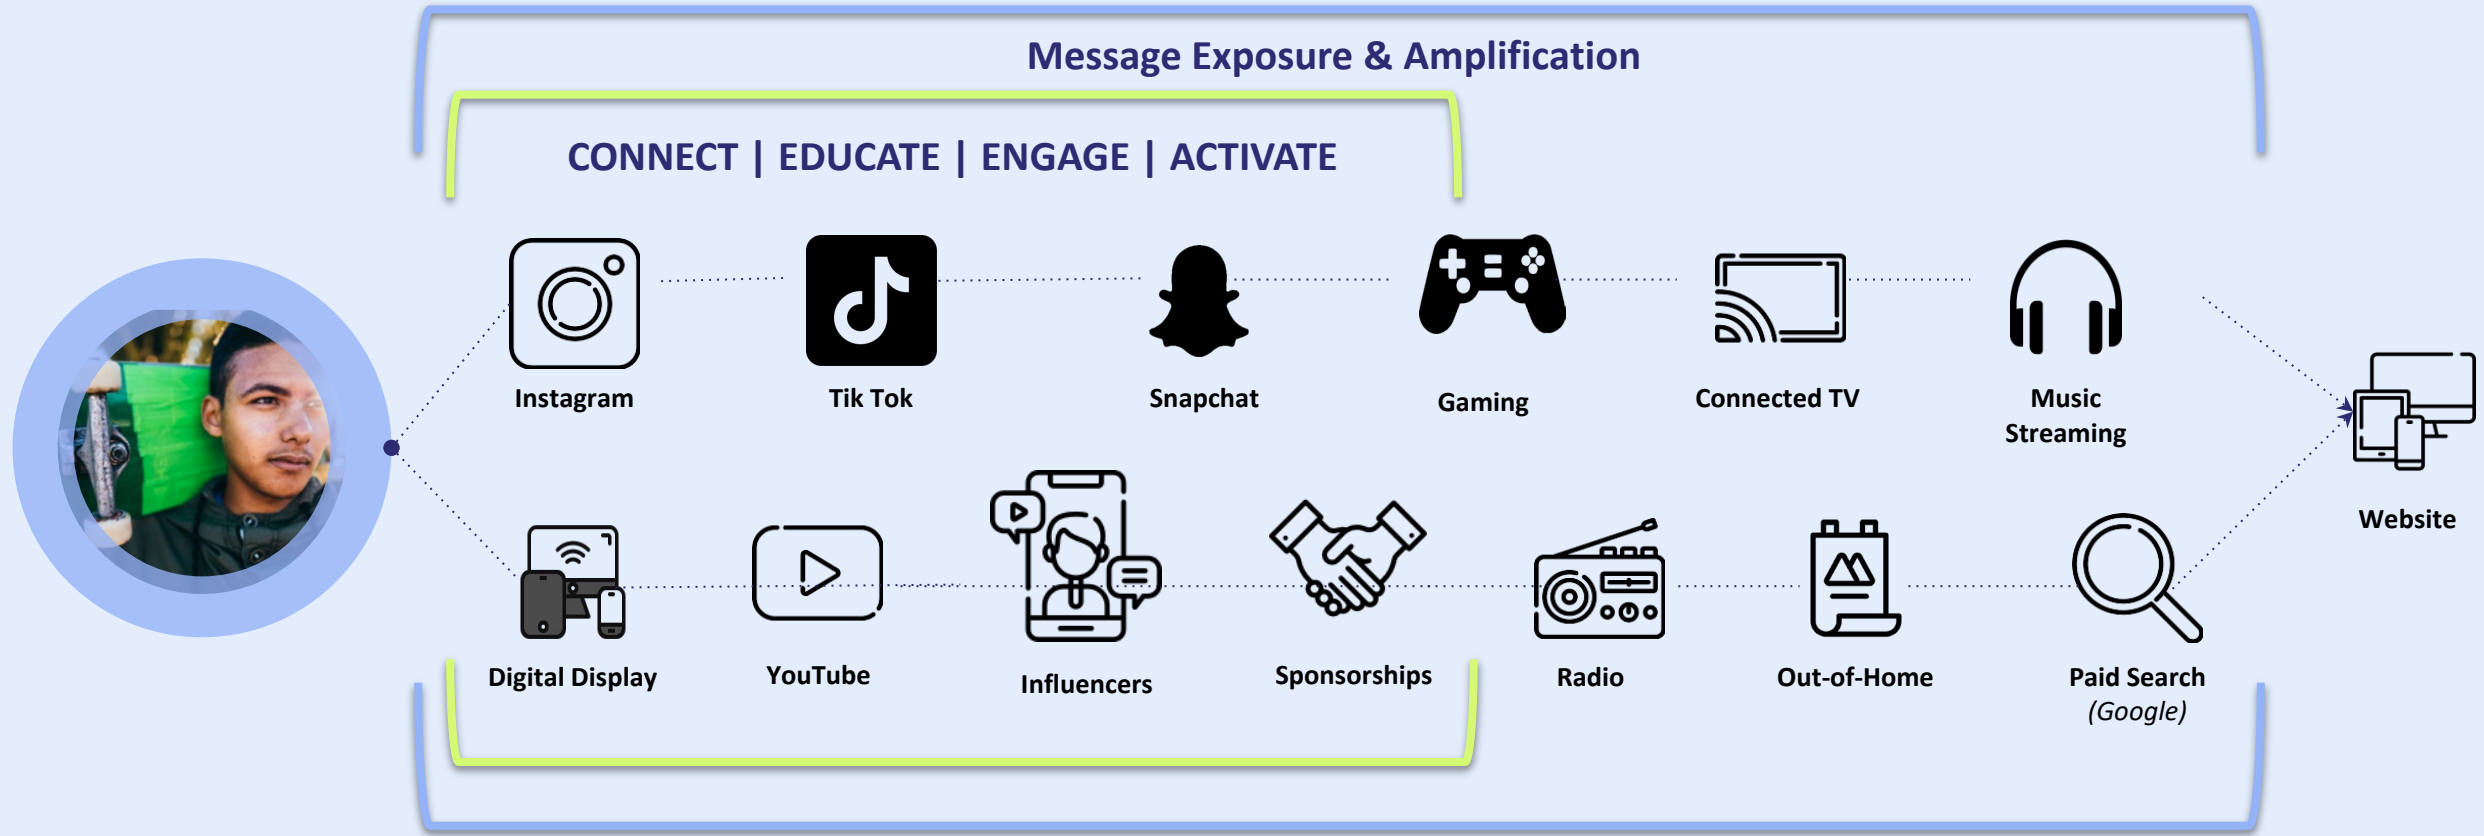 Message Exposure & Amplification
CONNECT | EDUCATE | ENGAGE | ACTIVATE
Instagram
Tik Tok
Snapchat
Gaming
Connected TV
Music
Streaming
Website
Digital Display
YouTube
Influencers
Sponsorships
Radio
Out-of-Home
Paid Search
(Google)